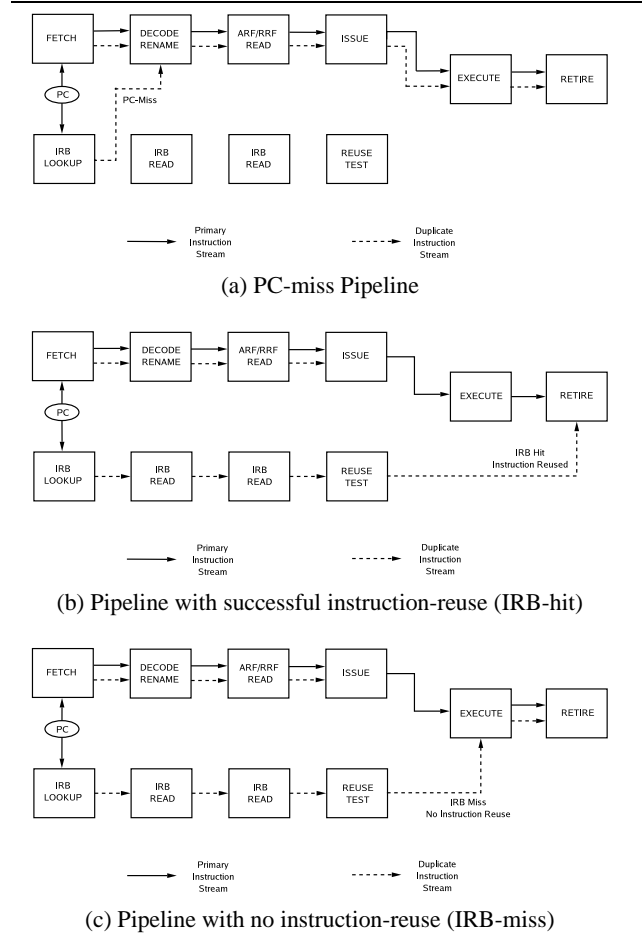 FETCH
DECODE
RENAME
ARF/RRF
READ
ISSUE
EXECUTE
RETIRE
PC
PC-Miss
IRB
LOOKUP
IRB
READ
IRB
READ
REUSE
TEST
Primary
Instruction
Stream
Duplicate
Instruction
Stream
(a) PC-miss Pipeline
FETCH
DECODE
RENAME
ARF/RRF
READ
ISSUE
EXECUTE
RETIRE
PC
IRB Hit
Instruction Reused
IRB
LOOKUP
IRB
READ
IRB
READ
REUSE
TEST
Primary
Instruction
Stream
Duplicate
Instruction
Stream
(b) Pipeline with successful instruction-reuse (IRB-hit)
FETCH
DECODE
RENAME
ARF/RRF
READ
ISSUE
EXECUTE
RETIRE
PC
IRB
LOOKUP
IRB
READ
IRB
READ
REUSE
TEST
IRB Miss
No Instruction Reuse
Primary
Instruction
Stream
Duplicate
Instruction
Stream
(c) Pipeline with no instruction-reuse (IRB-miss)